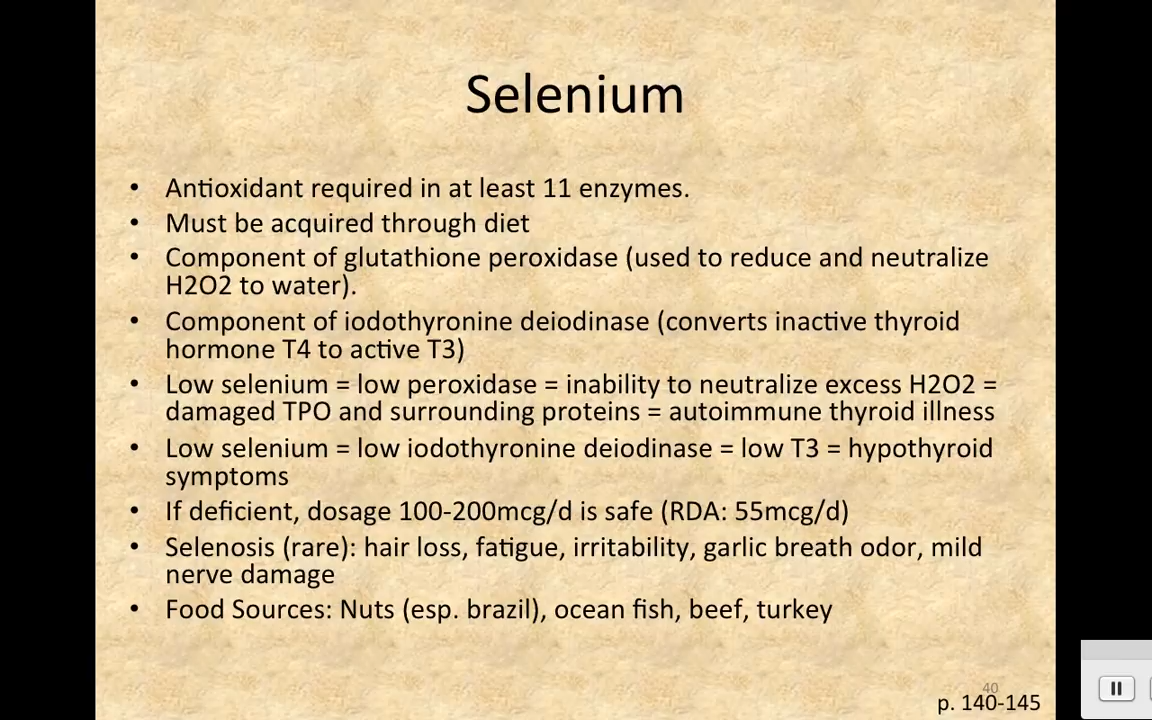 Selenium
• Antioxidant required in at least 11 enzymes.
• Must be acquired through diet
• Component of glutathione peroxidase (used to reduce and neutralize
H2O2 to water).
• Component of iodothyronine deiodinase (converts inactive thyroid
hormone T4 to active T3)
• Low selenium = low peroxidase = inability to neutralize excess H2O2 =
damaged TPO and surrounding proteins = autoimmune thyroid illness
• Low selenium = low iodothyronine deiodinase = low T3 = hypothyroid
symptoms
• If deficient, dosage 100-200mcg/d is safe (RDA: 55mcg/d)
• Selenosis (rare): hair loss, fatigue, irritability, garlic breath odor, mild
nerve damage
• Food Sources: Nuts (esp. brazil), ocean fish, beef, turkey
40
p. 140-145